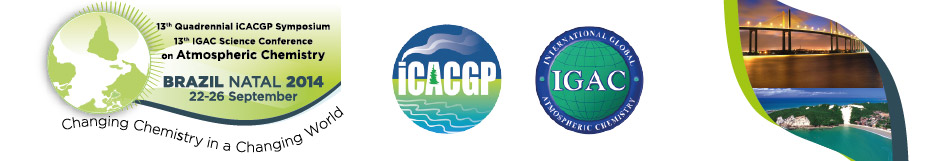 13th Quadrennial iCACGP Symposium
13th IGAC Science Conference
on Atmospheric Chemistry
BRAZIL NATAL 2014
22-26 September
Changing Chemistry in a Changing World
iCACGP
INTERNATIONAL GLOBAL
IGAC
ATMOSPHERIC CHEMISTRY